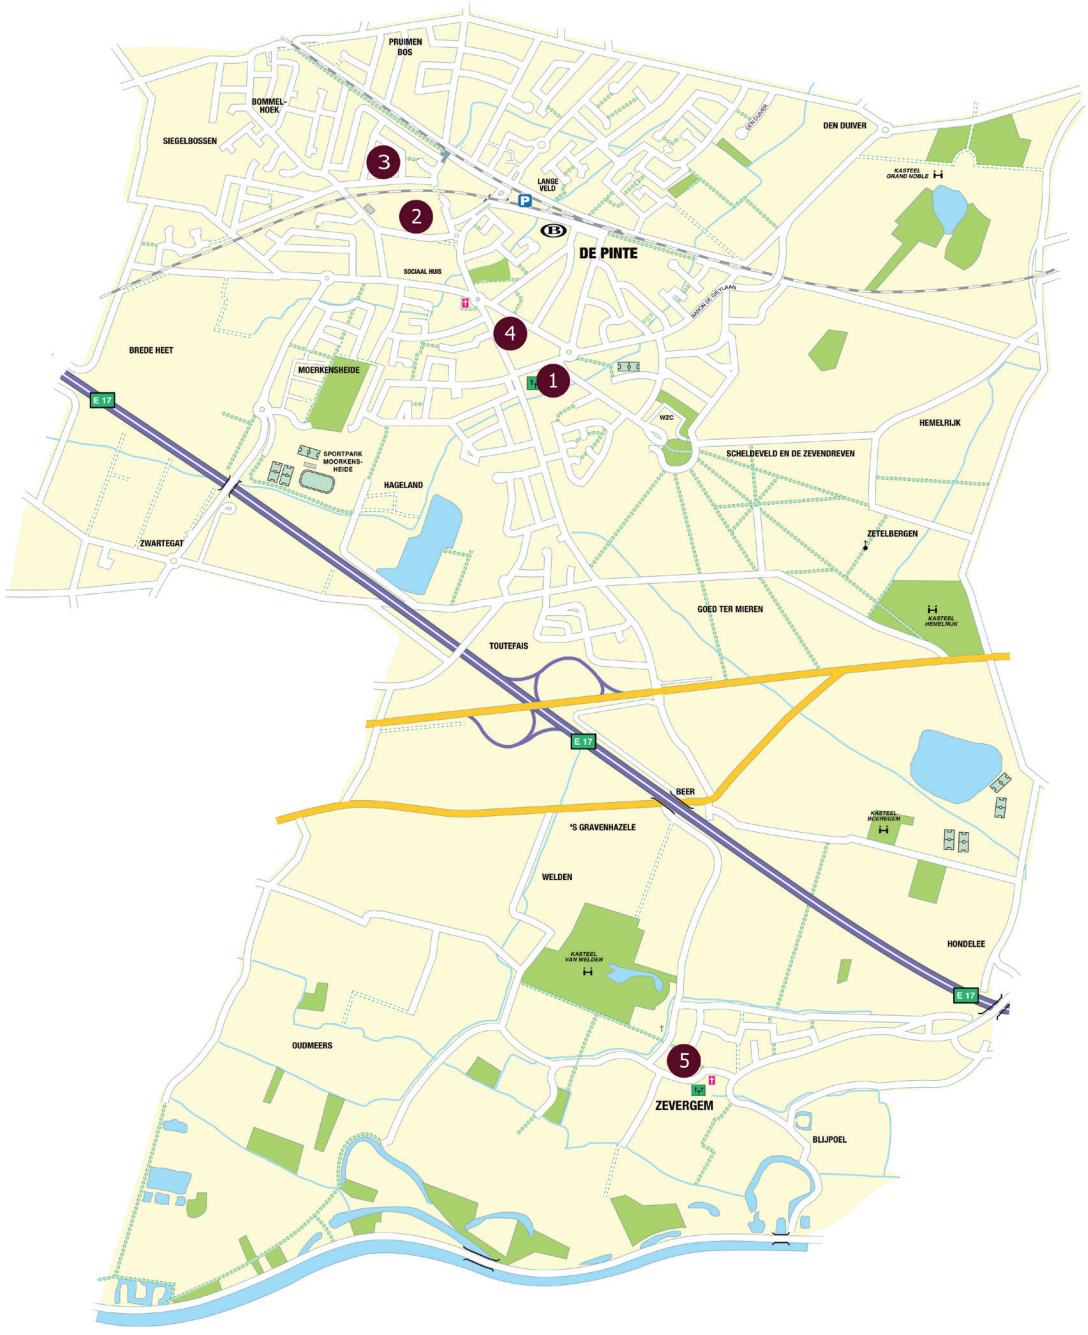 PRUIMEN
BOS
BOMMEL-
HOEK
SIEGELBOSSEN
DEN DUIVER
DEN DUIVER
3
KASTEEL
GRAND NOBLE
LANGE
VELD
P
2
B
DE PINTE
SOCIAAL HUIS
BARON DE GIEYLAAN
4
BREDE HEET
MOERKENSHEIDE
1
E 17
WZC
HEMELRIJK
SPORTPARK
MOORKENS-
HEIDE
SCHELDEVELD EN DE ZEVENDREVEN
HAGELAND
ZETELBERGEN
ZWARTEGAT
GOED TER MIEREN
KASTEEL
HEMELRIJK
TOUTEFAIS
E 17
BEER
KASTEEL
BOEREGEM
'S GRAVENHAZELE
WELDEN
HONDELEE
KASTEEL
VAN WELDEN
E 17
OUDMEERS
5
ZEVERGEM
BLIJPOEL